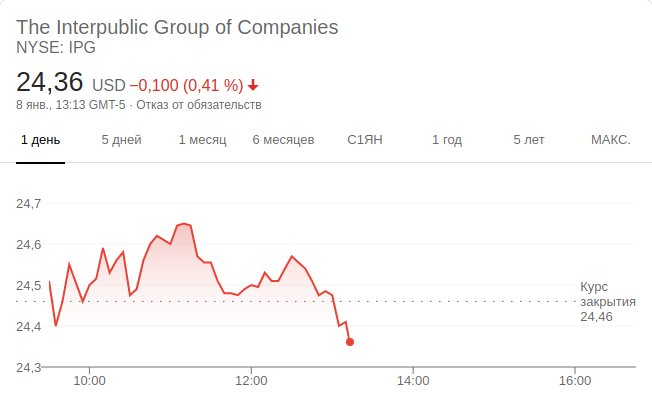 The Interpublic Group of Companies
NYSE: IPG
24,36 USD −0,100 (0,41 %)
8 янв., 13:13 GMT-5 · Отказ от обязательств
1 день 5 дней 1 месяц 6 месяцев С1ЯН 1 год 5 лет МАКС.
24,7
24,6
24,5
Курс
закрытия
24,46
24,4
24,3
10:00 12:00 14:00 16:00